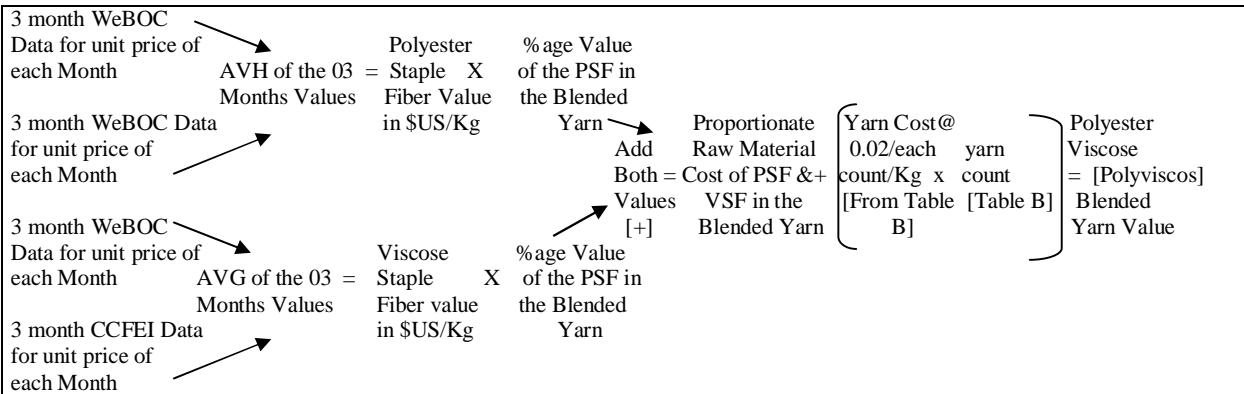 3 month WeBOC
Data for unit price of Polyester %age Value
each Month AVH of the 03 = Staple X of the PSF in
Months Values Fiber Value the Blended
3 month WeBOC Data in $US/Kg Yarn Proportionate Yarn Cost@ Polyester
for unit price of Add Raw Material 0.02/each yarn Viscose
each Month Both = Cost of PSF &+ count/Kg x count = [Polyviscos]
Values VSF in the [From Table [Table B] Blended
3 month WeBOC [+] Blended Yarn B] Yarn Value
Data for unit price of Viscose %age Value
each Month AVG of the 03 = Staple X of the PSF in
Months Values Fiber value the Blended
3 month CCFEI Data in $US/Kg Yarn
for unit price of
each Month